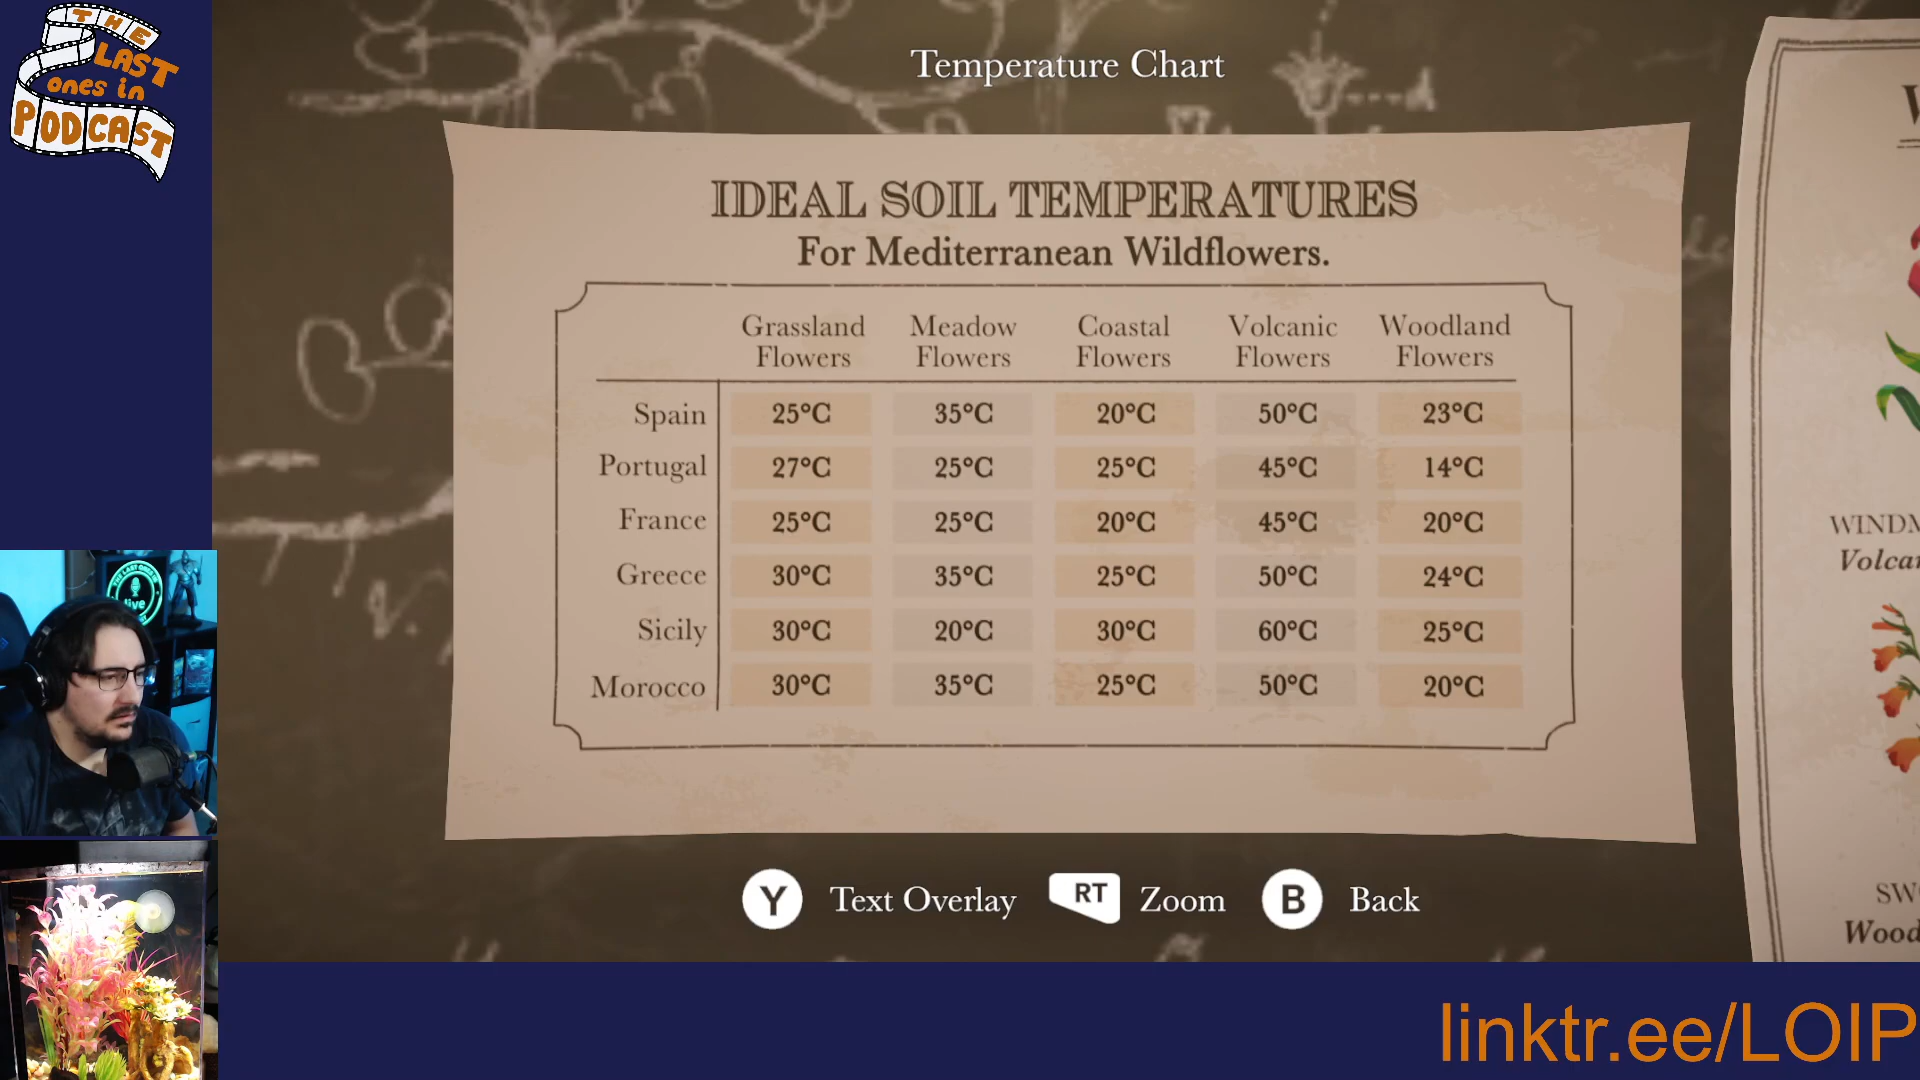 THE
LAST
ones in
PODCAST
Temperature Chart
IDEAL SOIL TEMPERATURES
For Mediterranean Wildflowers.
Grassland Flowers Meadow Flowers Coastal Flowers Volcanic Flowers Woodland Flowers
Spain 25°C 35°C 20°C 50°C 23°C
Portugal 27°C 25°C 25°C 45°C 14°C
France 25°C 25°C 20°C 45°C 20°C
Greece 30°C 35°C 25°C 50°C 24°C
Sicily 30°C 20°C 30°C 60°C 25°C
Morocco 30°C 35°C 25°C 50°C 20°C
Y Text Overlay RT Zoom B Back
linktr.ee/LOIP